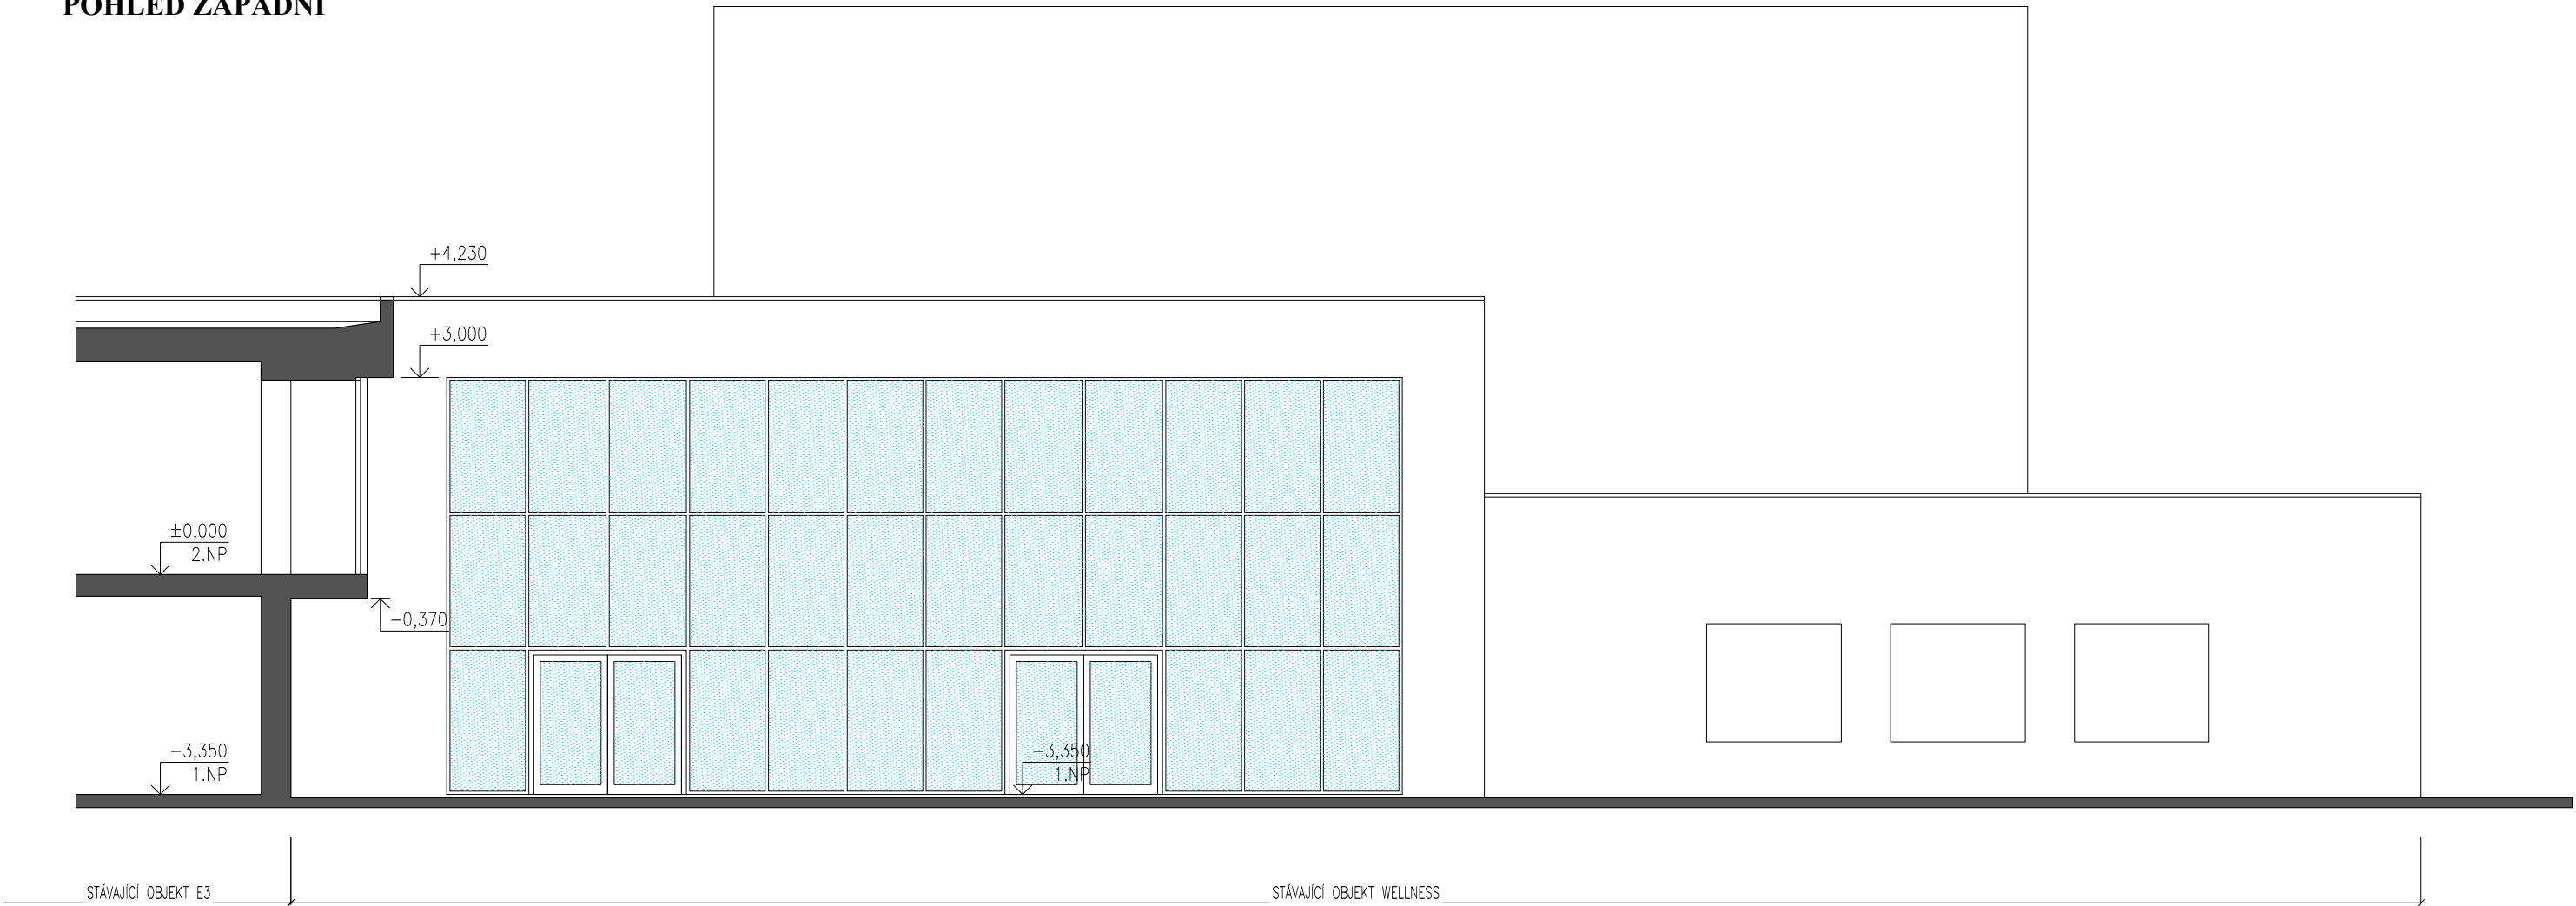 POHLED ZÁPADNÍ
+4,230
+3,000
±0,000
2.NP
-0,370
-3,350
1.NP
-3,350
1.NP
STÁVAJÍCÍ OBJEKT E3
STÁVAJÍCÍ OBJEKT WELLNESS